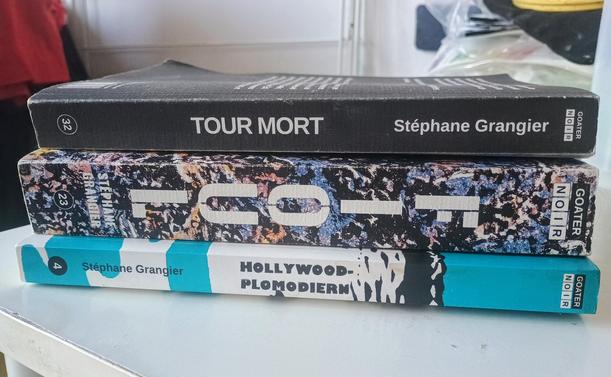 32
TOUR MORT
Stéphane Grangier
GOATER
NOIR
23
STÉPHANE
GRANGIER
FIOUL
GOATER
NOIR
4
Stéphane Grangier
HOLLYWOOD-
PLOMODIERN
GOATER
NOIR